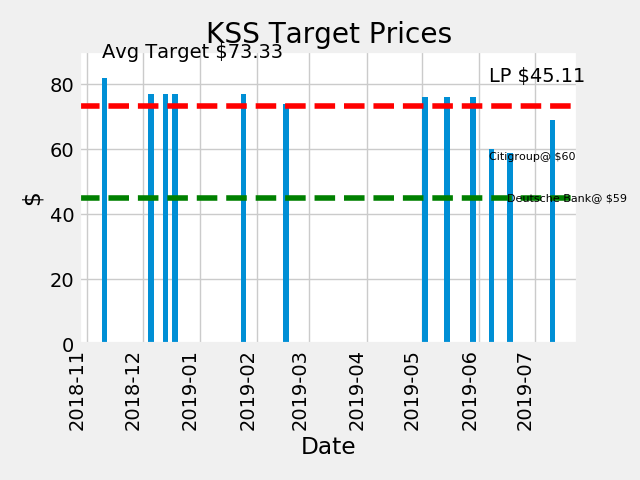 KSS Target Prices
Avg Target $73.33
LP $45.11
80
60
40
20
0
$
Citigroup@ $60
Deutsche Bank@ $59
2018-11
2018-12
2019-01
2019-02
2019-03
2019-04
2019-05
2019-06
2019-07
Date